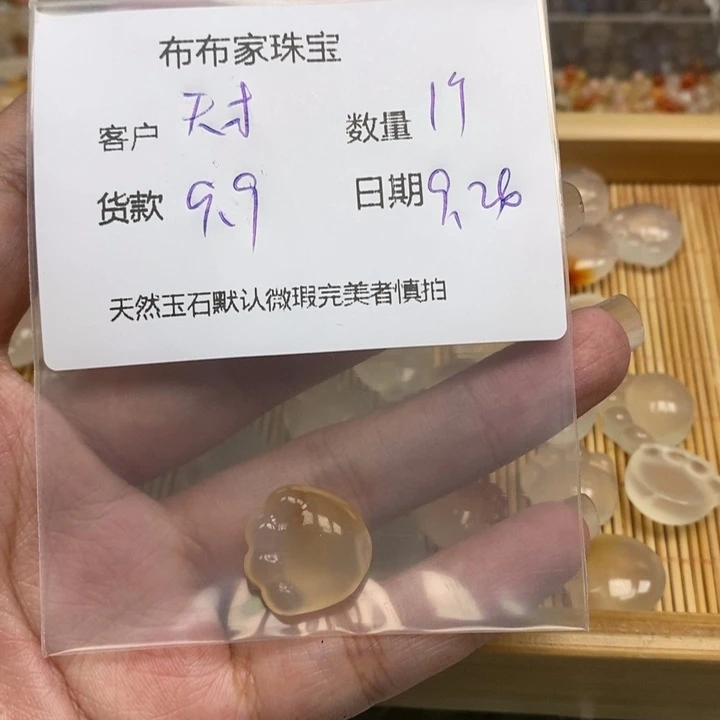 布布家珠宝
客户 天才 数量
货款 9.9 日期 9.26
天然玉石默认微瑕完美者慎拍